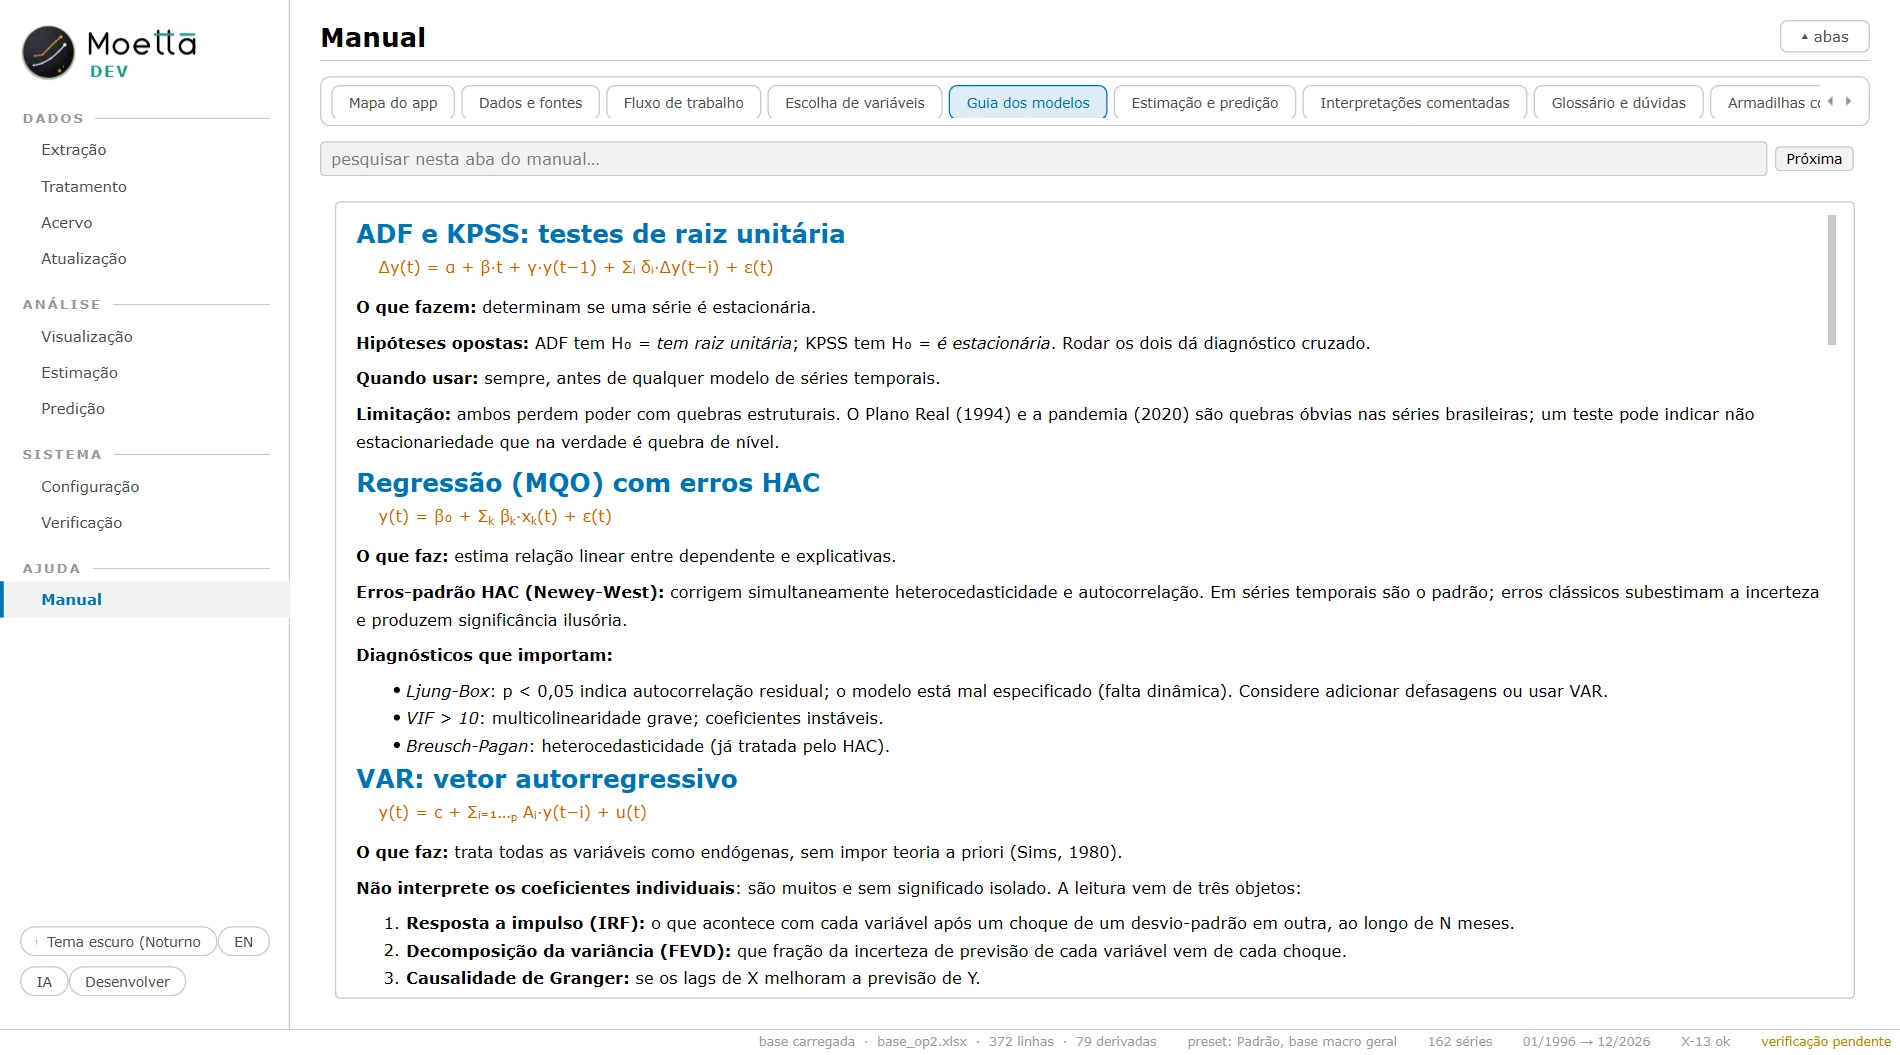 Moetta
DEV
DADOS
Extração
Tratamento
Acervo
Atualização
ANÁLISE
Visualização
Estimação
Predição
SISTEMA
Configuração
Verificação
AJUDA
Manual
Tema escuro (Noturno
EN
IA
Desenvolver
Manual
▲ abas
Mapa do app
Dados e fontes
Fluxo de trabalho
Escolha de variáveis
Guia dos modelos
Estimação e predição
Interpretações comentadas
Glossário e dúvidas
Armadilhas co
pesquisar nesta aba do manual...
Próxima
ADF e KPSS: testes de raiz unitária
Δy(t) = α + β·t + γ·y(t−1) + Σᵢ δᵢ·Δy(t−i) + ε(t)
O que fazem: determinam se uma série é estacionária.
Hipóteses opostas: ADF tem H₀ = tem raiz unitária; KPSS tem H₀ = é estacionária. Rodar os dois dá diagnóstico cruzado.
Quando usar: sempre, antes de qualquer modelo de séries temporais.
Limitação: ambos perdem poder com quebras estruturais. O Plano Real (1994) e a pandemia (2020) são quebras óbvias nas séries brasileiras; um teste pode indicar não
estacionariedade que na verdade é quebra de nível.
Regressão (MQO) com erros HAC
y(t) = β₀ + Σₖ βₖ·xₖ(t) + ε(t)
O que faz: estima relação linear entre dependente e explicativas.
Erros-padrão HAC (Newey-West): corrigem simultaneamente heterocedasticidade e autocorrelação. Em séries temporais são o padrão; erros clássicos subestimam a incerteza
e produzem significância ilusória.
Diagnósticos que importam:
• Ljung-Box: p < 0,05 indica autocorrelação residual; o modelo está mal especificado (falta dinâmica). Considere adicionar defasagens ou usar VAR.
• VIF > 10: multicolinearidade grave; coeficientes instáveis.
• Breusch-Pagan: heterocedasticidade (já tratada pelo HAC).
VAR: vetor autorregressivo
y(t) = c + Σᵢ₌₁…ₚ Aᵢ·y(t−i) + u(t)
O que faz: trata todas as variáveis como endógenas, sem impor teoria a priori (Sims, 1980).
Não interprete os coeficientes individuais: são muitos e sem significado isolado. A leitura vem de três objetos:
1. Resposta a impulso (IRF): o que acontece com cada variável após um choque de um desvio-padrão em outra, ao longo de N meses.
2. Decomposição da variância (FEVD): que fração da incerteza de previsão de cada variável vem de cada choque.
3. Causalidade de Granger: se os lags de X melhoram a previsão de Y.
base carregada · base_op2.xlsx · 372 linhas · 79 derivadas preset: Padrão, base macro geral 162 séries 01/1996 → 12/2026 X-13 ok verificação pendente